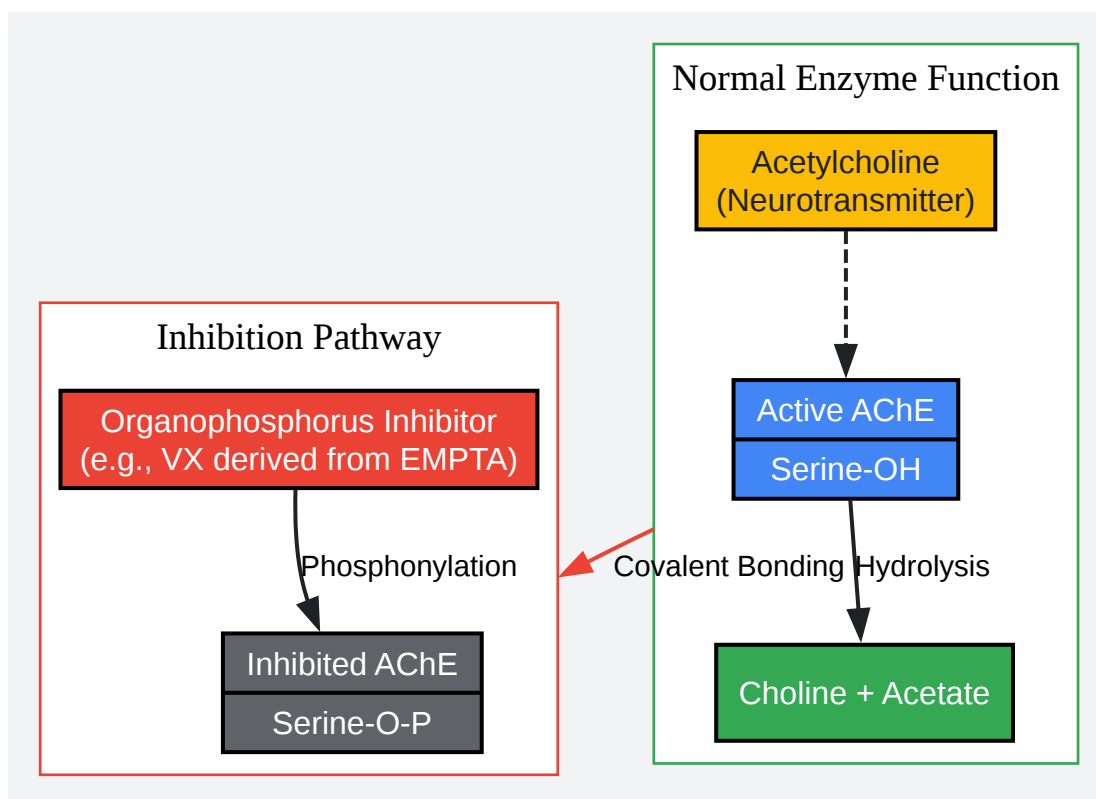 Normal Enzyme Function
Acetylcholine
(Neurotransmitter)
Inhibition Pathway
Organophosphorus Inhibitor
(e.g., VX derived from EMPTA)
Active AChE
Serine-OH
Phosphonylation
Covalent Bonding
Hydrolysis
Inhibited AChE
Serine-O-P
Choline + Acetate